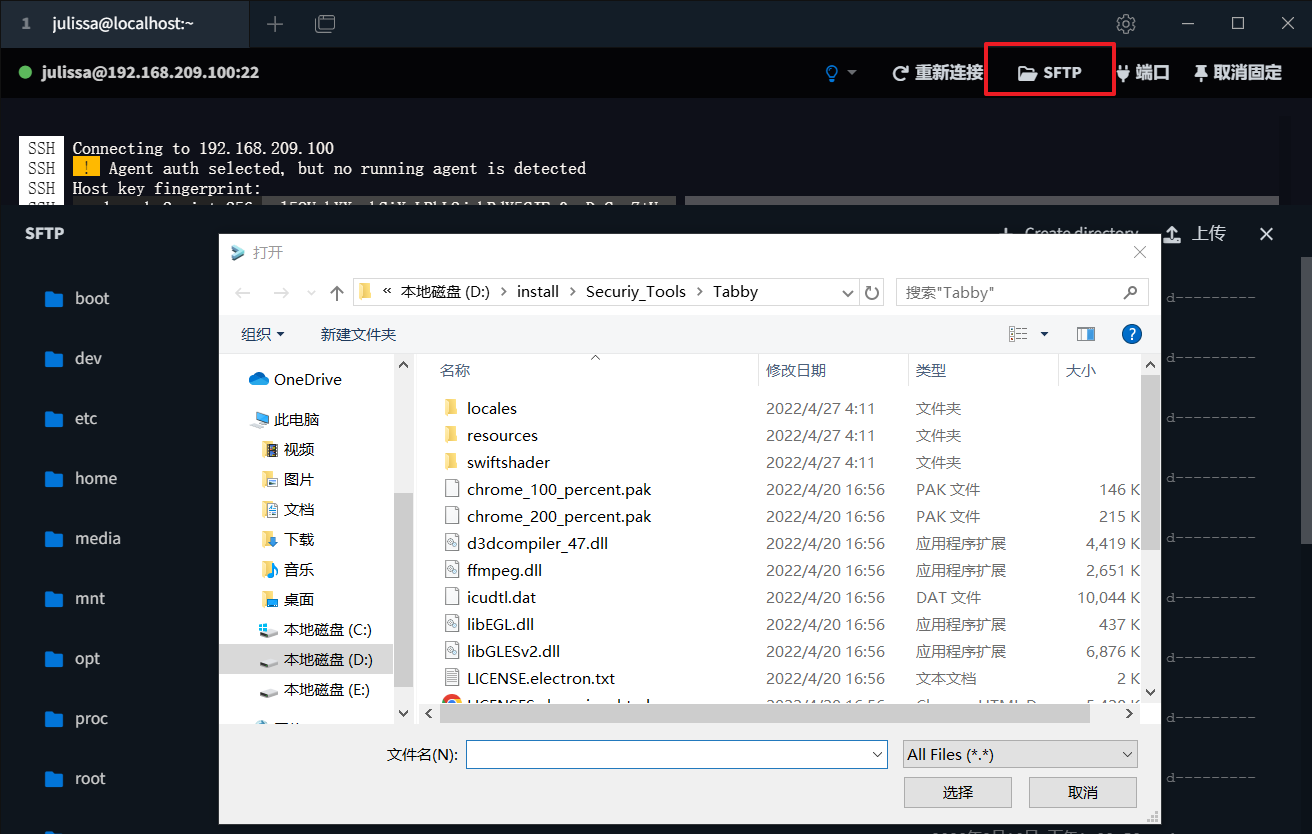 1 julissa@localhost:~
julissa@192.168.209.100:22 重新连接 SFTP 端口 取消固定
SSH Connecting to 192.168.209.100
SSH ! Agent auth selected, but no running agent is detected
SSH Host key fingerprint:
SFTP Create directory 上传
打开
« 本地磁盘 (D:) › install › Securiy_Tools › Tabby 搜索"Tabby"
组织 新建文件夹 ?
名称 修改日期 类型 大小
OneDrive
此电脑
视频
图片
文档
下载
音乐
桌面
本地磁盘 (C:)
本地磁盘 (D:)
本地磁盘 (E:)
locales 2022/4/27 4:11 文件夹
resources 2022/4/27 4:11 文件夹
swiftshader 2022/4/27 4:11 文件夹
chrome_100_percent.pak 2022/4/20 16:56 PAK 文件 146 K
chrome_200_percent.pak 2022/4/20 16:56 PAK 文件 215 K
d3dcompiler_47.dll 2022/4/20 16:56 应用程序扩展 4,419 K
ffmpeg.dll 2022/4/20 16:56 应用程序扩展 2,651 K
icudtl.dat 2022/4/20 16:56 DAT 文件 10,044 K
libEGL.dll 2022/4/20 16:56 应用程序扩展 437 K
libGLESv2.dll 2022/4/20 16:56 应用程序扩展 6,876 K
LICENSE.electron.txt 2022/4/20 16:56 文本文档 2 K
文件名(N): All Files (*.*)
选择 取消
boot d---------
dev d---------
etc d---------
home d---------
media d---------
mnt d---------
opt d---------
proc d---------
root d---------